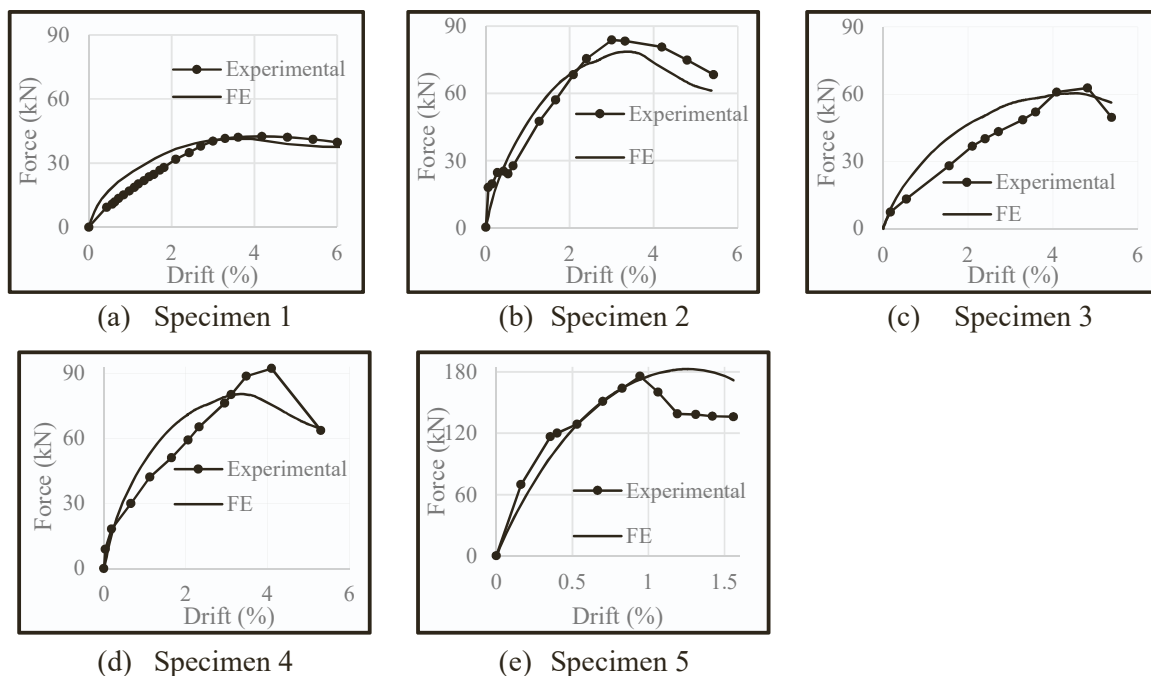 90
60
30
0
Force (kN)
Experimental
FE
0 2 4 6
Drift (%)
(a) Specimen 1
90
60
30
0
Force (kN)
Experimental
FE
0 2 4 6
Drift (%)
(b) Specimen 2
90
60
30
0
Force (kN)
Experimental
FE
0 2 4 6
Drift (%)
(c) Specimen 3
90
60
30
0
Force (kN)
Experimental
FE
0 2 4 6
Drift (%)
(d) Specimen 4
180
120
60
0
Force (kN)
Experimental
FE
0 0.5 1 1.5
Drift (%)
(e) Specimen 5